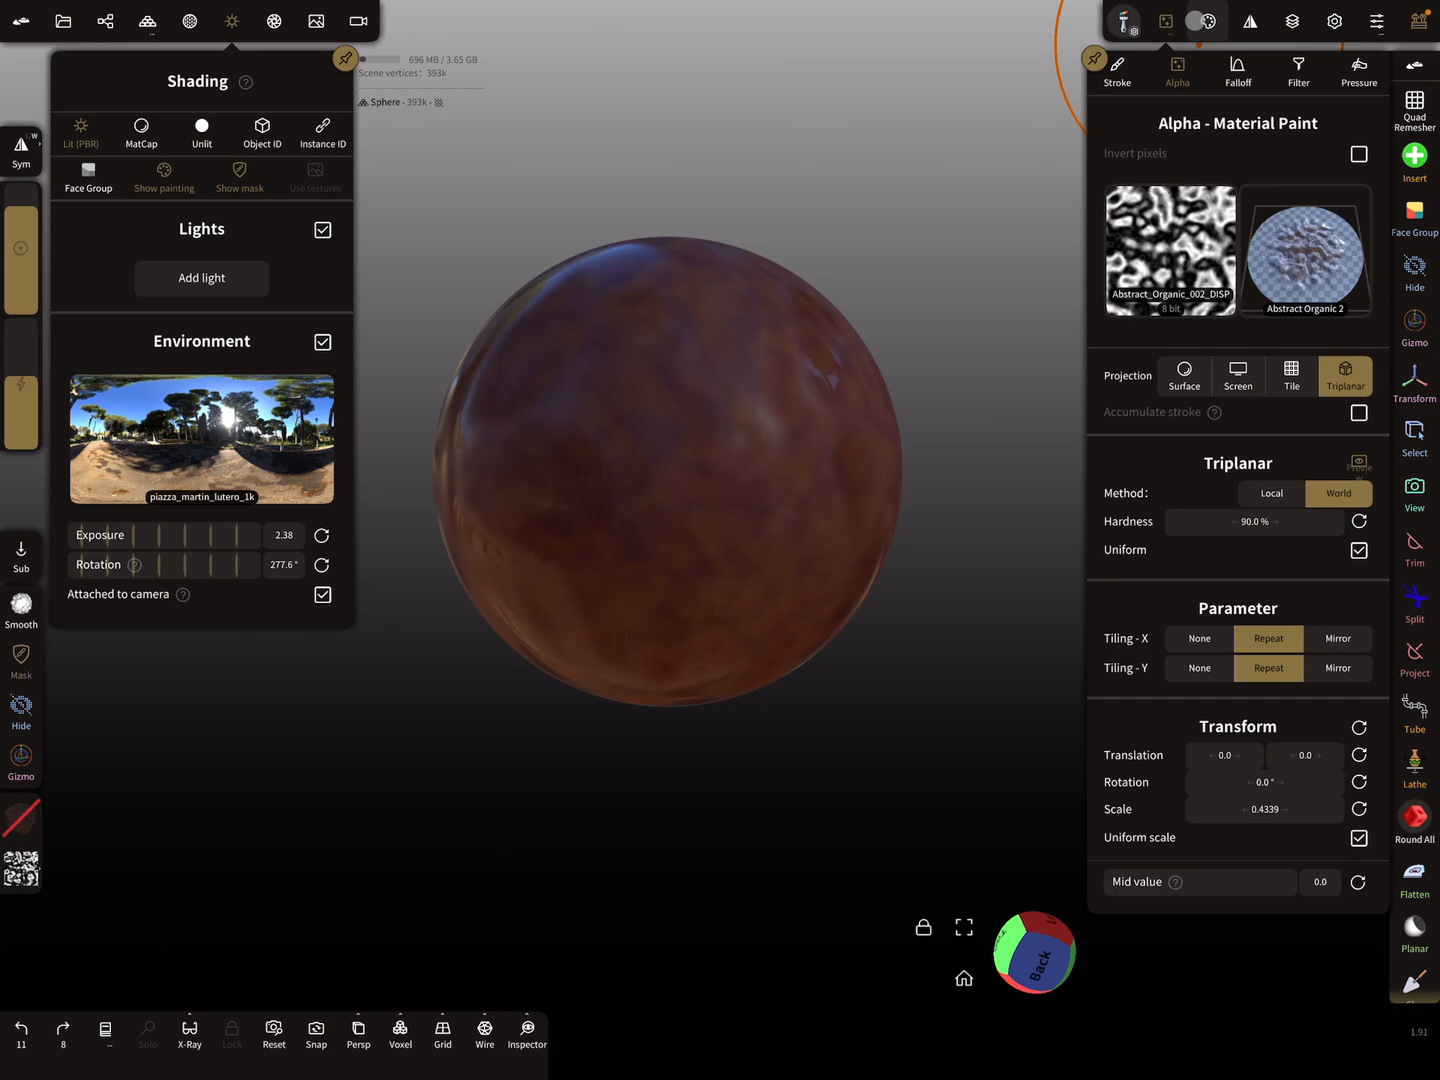 696 MB / 3.65 GB
Scene vertices: 393k
Sphere • 393k •
Shading
Lit (PBR)
MatCap
Unlit
Object ID
Instance ID
Face Group
Show painting
Show mask
Use textures
Lights
Add light
Environment
piazza_martin_lutero_1k
Exposure
2.38
Rotation
277.6°
Attached to camera
Sym
Sub
Smooth
Mask
Hide
Gizmo
Stroke
Alpha
Falloff
Filter
Pressure
Alpha - Material Paint
Invert pixels
Abstract_Organic_002_DISP
8 bit
Abstract Organic 2
Projection
Surface
Screen
Tile
Triplanar
Accumulate stroke
Triplanar
Method:
Local
World
Hardness
90.0 %
Uniform
Parameter
Tiling - X
None
Repeat
Mirror
Tiling - Y
None
Repeat
Mirror
Transform
Translation
0.0
0.0
Rotation
0.0 °
Scale
0.4339
Uniform scale
Mid value
0.0
Quad
Remesher
Insert
Face Group
Hide
Gizmo
Transform
Select
View
Trim
Split
Project
Tube
Lathe
Round All
Flatten
Planar
Back
11
8
...
Solo
X-Ray
Lock
Reset
Snap
Persp
Voxel
Grid
Wire
Inspector
1.91